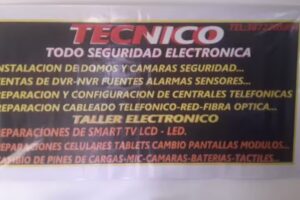 TECNICO
TEL:
TODO SEGURIDAD ELECTRONICA
INSTALACION DE DOMOS Y CAMARAS SEGURIDAD...
VENTAS DE DVR-NVR FUENTES ALARMAS SENSORES...
REPARACION Y CONFIGURACION DE CENTRALES TELEFONICAS
REPARACION CABLEADO TELEFONICO-RED-FIBRA OPTICA...
TALLER ELECTRONICO
REPARACIONES DE SMART TV LCD - LED.
REPARACIONES CELULARES TABLETS CAMBIO PANTALLAS MODULOS...
CAMBIO DE PINES DE CARGAS-MIC-CAMARAS-BATERIAS-TACTILES...